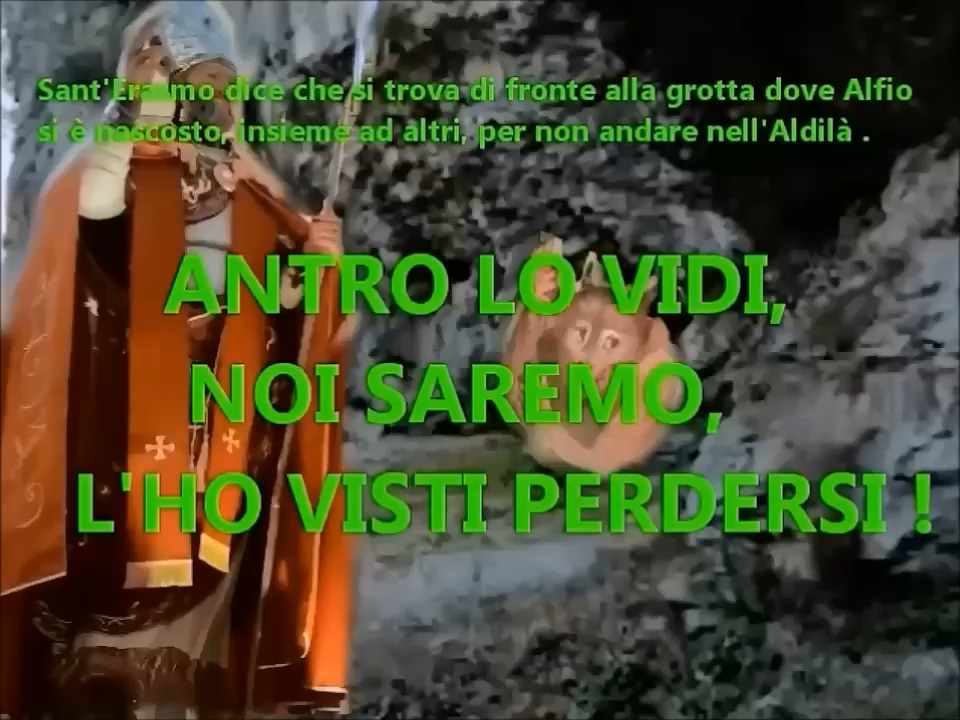 Sant'Erasmo dice che si trova di fronte alla grotta dove Alfio
si è nascosto, insieme ad altri, per non andare nell'Aldilà .
ANTRO LO VIDI,
NOI SAREMO,
L'HO VISTI PERDERSI !